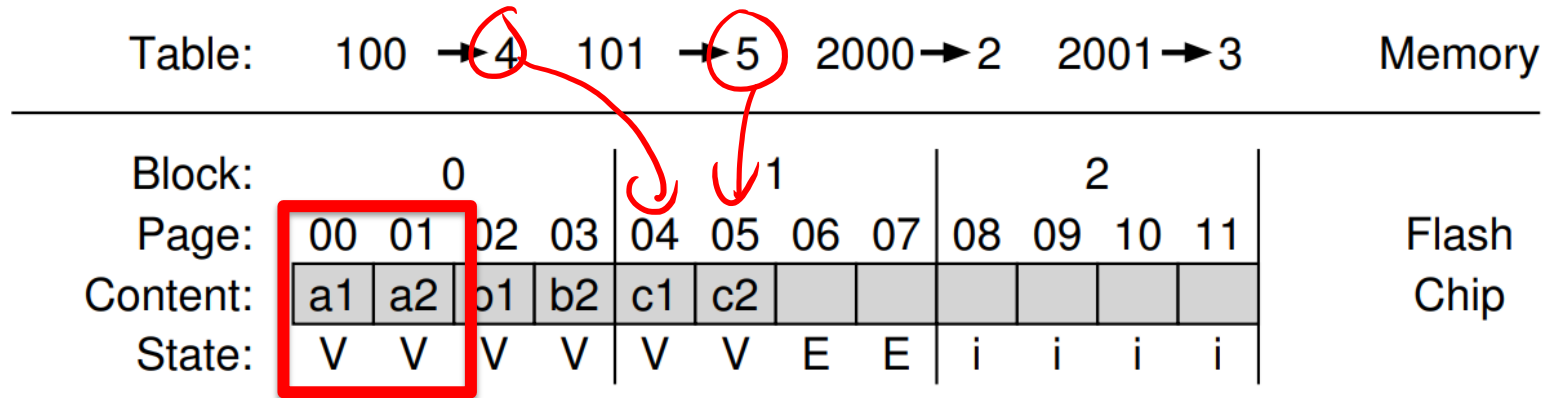 Table: 100 → 4 101 → 5 2000 → 2 2001 → 3 Memory
Block: 0 1 2
Page: 00 01 02 03 04 05 06 07 08 09 10 11 Flash
Content: a1 a2 b1 b2 c1 c2 Chip
State: V V V V V V E E i i i i